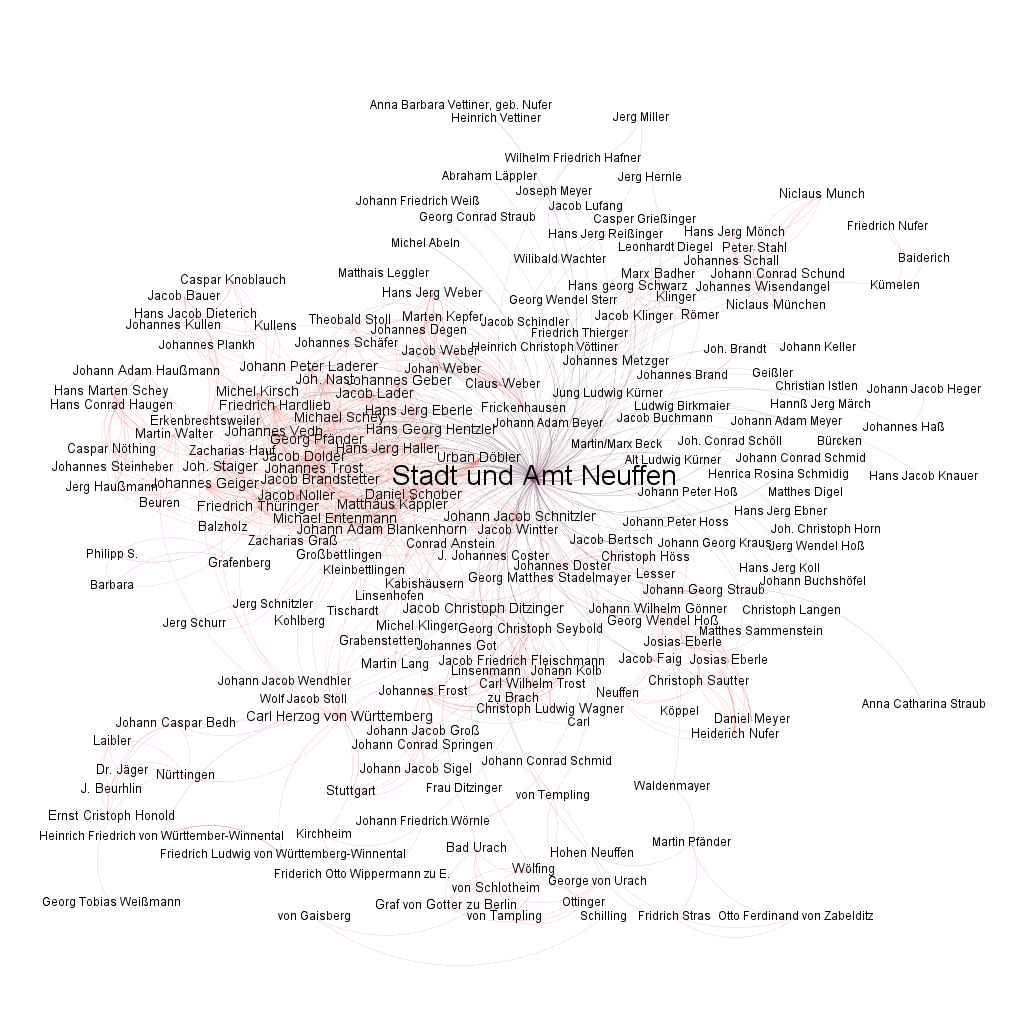 Anna Barbara Vettiner, geb. Nufer
Heinrich Vettiner
Jerg Miller
Wilhelm Friedrich Hafner
Abraham Läppler
Jerg Hernle
Joseph Meyer
Niclaus Munch
Johann Friedrich Weiß
Jacob Lufang
Georg Conrad Straub
Casper Grießinger
Friedrich Nufer
Hans Jerg Reißinger
Hans Jerg Mönch
Michel Abeln
Leonhardt Diegel
Peter Stahl
Wilibald Wachter
Johannes Schall
Baiderich
Matthais Leggler
Marx Badher
Johann Conrad Schund
Caspar Knoblauch
Hans georg Schwarz
Johannes Wisendangel
Kümelen
Jacob Bauer
Hans Jerg Weber
Georg Wendel Sterr
Klinger
Niclaus München
Hans Jacob Dieterich
Theobald Stoll
Marten Kepfer
Jacob Klinger
Römer
Johannes Kullen
Kullens
Johannes Degen
Jacob Schindler
Friedrich Thierger
Johannes Plankh
Johannes Schäfer
Jacob Weber
Heinrich Christoph Vöttiner
Joh. Brandt
Johann Keller
Johann Adam Haußmann
Johann Peter Laderer
Johan Weber
Johannes Metzger
Johannes Brand
Geißler
Joh. Nast
Johannes Geber
Claus Weber
Christian Istlen
Hans Marten Schey
Michel Kirsch
Jacob Lader
Jung Ludwig Kürner
Johann Jacob Heger
Hans Conrad Haugen
Friedrich Hardlieb
Hans Jerg Eberle
Frickenhausen
Ludwig Birkmaier
Hannß Jerg Märch
Erkenbrechtsweiler
Michael Schey
Johann Adam Beyer
Jacob Buchmann
Johann Adam Meyer
Martin Walter
Johannes Vedh
Hans Georg Hentzler
Johannes Haß
Georg Pfänder
Martin/Marx Beck
Joh. Conrad Schöll
Bürcken
Caspar Nöthing
Zacharias Hauf
Hans Jerg Haller
Jacob Dolder
Urban Döbler
Alt Ludwig Kürner
Johann Conrad Schmid
Johannes Steinheber
Joh. Staiger
Johannes Trost
Stadt und Amt Neuffen
Henrica Rosina Schmidig
Hans Jacob Knauer
Jerg Haußmann
Johannes Geiger
Jacob Brandstetter
Jacob Noller
Daniel Schober
Johann Peter Hoß
Matthes Digel
Beuren
Friedrich Thüringer
Matthäus Käppler
Hans Jerg Ebner
Balzholz
Michael Entenmann
Johann Jacob Schnitzler
Johann Peter Hoss
Johann Adam Blankenhorn
Jacob Wintter
Joh. Christoph Horn
Zacharias Graß
Conrad Anstein
Jacob Bertsch
Johann Georg Kraus
Jerg Wendel Hoß
Philipp S.
Großbettlingen
J. Johannes Coster
Christoph Höss
Grafenberg
Kleinbettlingen
Johannes Doster
Hans Jerg Koll
Barbara
Kabishäusern
Georg Matthes Stadelmayer
Lesser
Johann Buchshöfel
Linsenhofen
Johann Georg Straub
Jerg Schnitzler
Tischardt
Jacob Christoph Ditzinger
Johann Wilhelm Gönner
Christoph Langen
Jerg Schurr
Kohlberg
Michel Klinger
Georg Christoph Seybold
Georg Wendel Hoß
Matthes Sammenstein
Grabenstetten
Johannes Got
Josias Eberle
Martin Lang
Jacob Friedrich Fleischmann
Jacob Faig
Josias Eberle
Linsenmann
Johann Kolb
Johann Jacob Wendhler
Johannes Frost
Carl Wilhelm Trost
Christoph Sautter
Wolf Jacob Stoll
zu Brach
Neuffen
Anna Catharina Straub
Carl Herzog von Württemberg
Christoph Ludwig Wagner
Köppel
Johann Caspar Bedh
Carl
Daniel Meyer
Johann Jacob Groß
Heiderich Nufer
Laibler
Johann Conrad Springen
Dr. Jäger
Nürttingen
Johann Jacob Sigel
Johann Conrad Schmid
J. Beurhlin
Stuttgart
Frau Ditzinger
von Templing
Waldenmayer
Ernst Cristoph Honold
Johann Friedrich Wörnle
Heinrich Friedrich von Württember-Winnental
Kirchheim
Martin Pfänder
Friedrich Ludwig von Württemberg-Winnental
Bad Urach
Hohen Neuffen
Friderich Otto Wippermann zu E.
Wölfing
von Schlotheim
George von Urach
Georg Tobias Weißmann
Graf von Gotter zu Berlin
Ottinger
von Gaisberg
von Tampling
Schilling
Fridrich Stras
Otto Ferdinand von Zabelditz